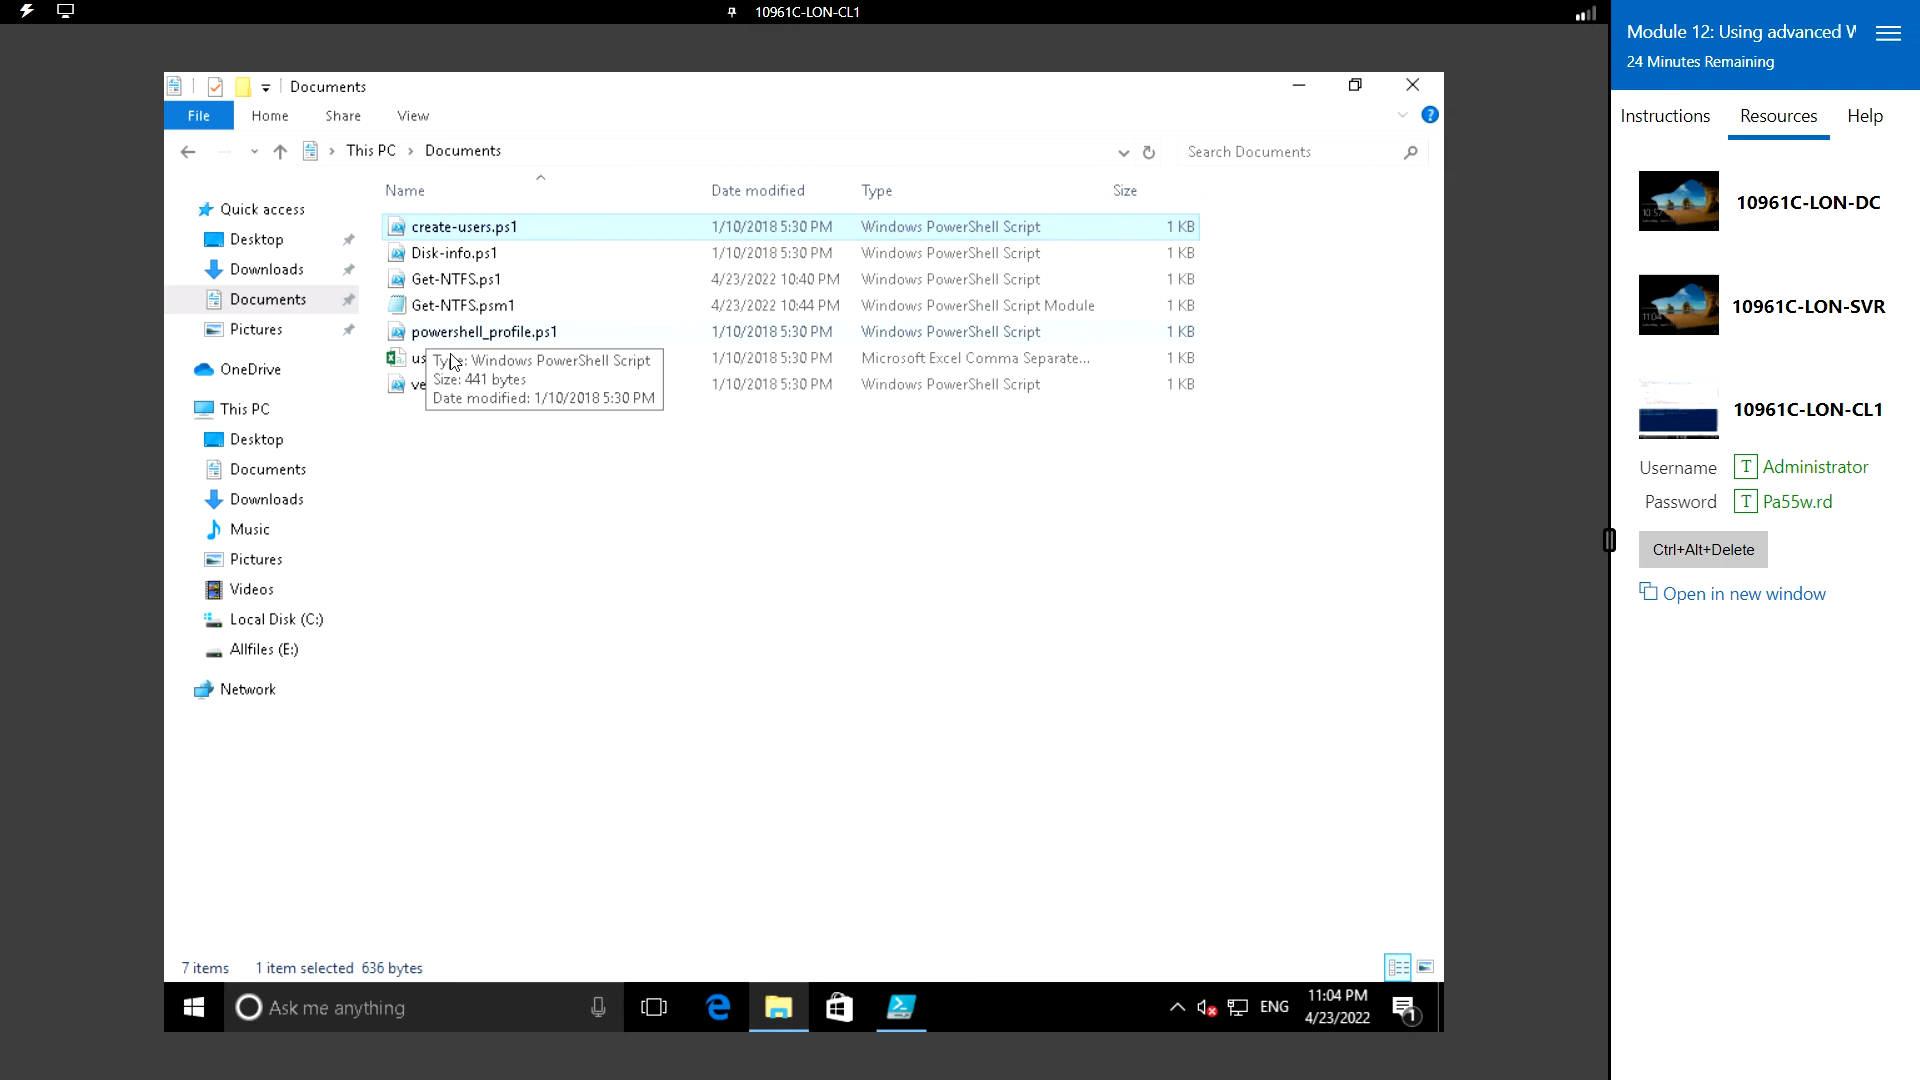 10961C-LON-CL1
Module 12: Using advanced W
24 Minutes Remaining
Instructions
Resources
Help
Documents
File
Home
Share
View
This PC
Documents
Search Documents
Name
Date modified
Type
Size
Quick access
Desktop
Downloads
Documents
Pictures
OneDrive
This PC
Desktop
Documents
Downloads
Music
Pictures
Videos
Local Disk (C:)
Allfiles (E:)
Network
create-users.ps1 1/10/2018 5:30 PM Windows PowerShell Script 1 KB
Disk-info.ps1 1/10/2018 5:30 PM Windows PowerShell Script 1 KB
Get-NTFS.ps1 4/23/2022 10:40 PM Windows PowerShell Script 1 KB
Get-NTFS.psm1 4/23/2022 10:44 PM Windows PowerShell Script Module 1 KB
powershell_profile.ps1 1/10/2018 5:30 PM Windows PowerShell Script 1 KB
us 1/10/2018 5:30 PM Microsoft Excel Comma Separate... 1 KB
ve 1/10/2018 5:30 PM Windows PowerShell Script 1 KB
Type: Windows PowerShell Script
Size: 441 bytes
Date modified: 1/10/2018 5:30 PM
7 items 1 item selected 636 bytes
Ask me anything
ENG
11:04 PM
4/23/2022
1
10961C-LON-DC
10961C-LON-SVR
10961C-LON-CL1
Username T Administrator
Password T Pa55w.rd
Ctrl+Alt+Delete
Open in new window